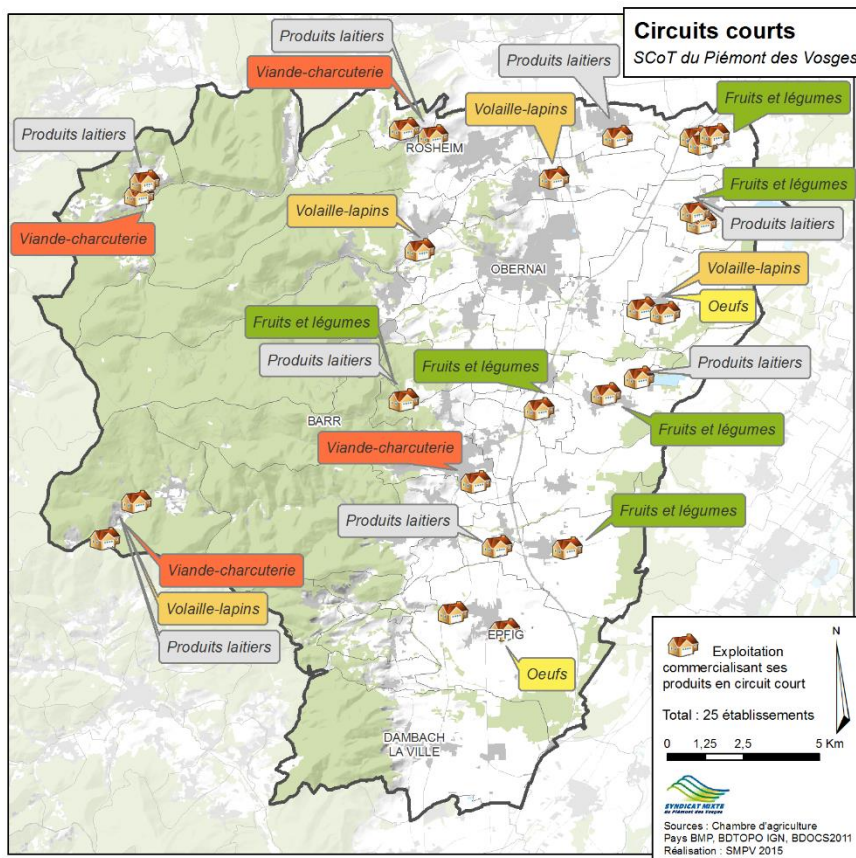 Circuits courts
SCoT du Piémont des Vosges
Produits laitiers
Viande-charcuterie
Produits laitiers
Volaille-lapins
Fruits et légumes
Produits laitiers
ROSHEIM
Viande-charcuterie
Volaille-lapins
Fruits et légumes
Produits laitiers
OBERNAI
Volaille-lapins
Oeufs
Fruits et légumes
Produits laitiers
Fruits et légumes
Produits laitiers
BARR
Fruits et légumes
Viande-charcuterie
Produits laitiers
Fruits et légumes
Viande-charcuterie
Volaille-lapins
Produits laitiers
EPFIG
Oeufs
DAMBACH
LA VILLE
Exploitation
commercialisant ses
produits en circuit court
N
Total : 25 établissements
0 1,25 2,5 5 Km
SYNDICAT MIXTE
du Piémont des Vosges
Sources : Chambre d'agriculture
Pays BMP, BDTOPO IGN, BDOCS2011
Réalisation : SMPV 2015